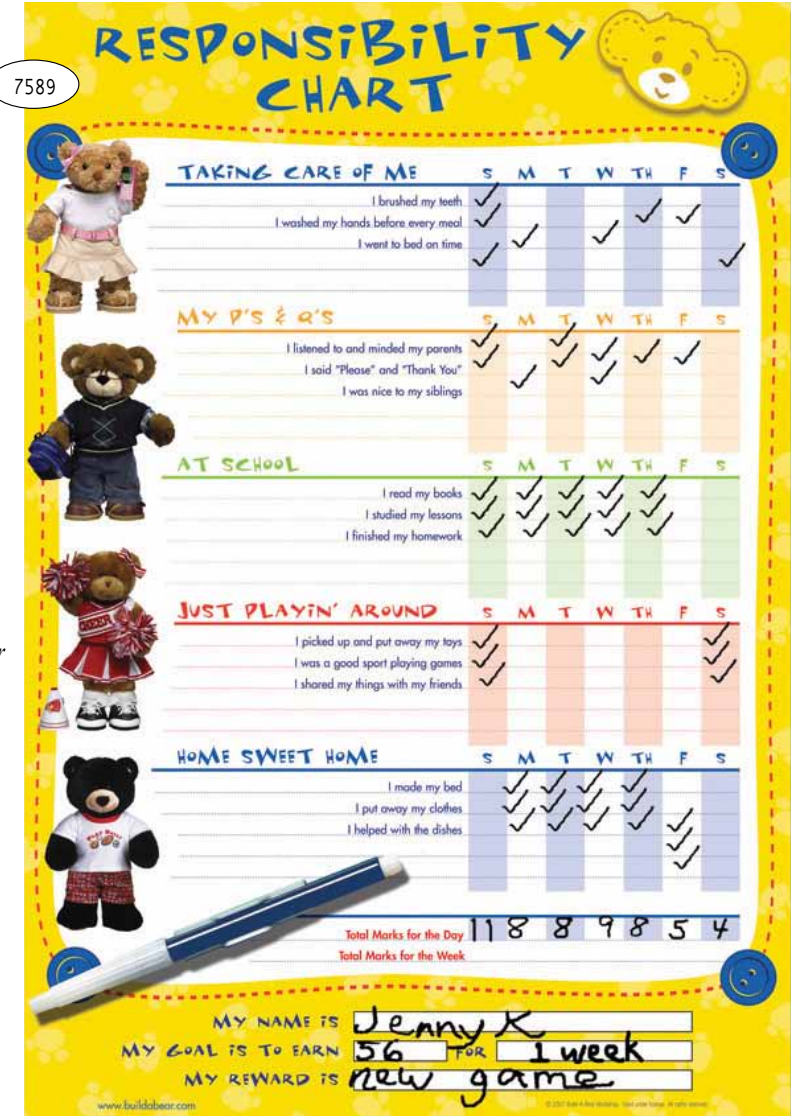 RESPONSiBiLiTY
CHART
7589
TAKiNG CARE OF ME S M T W TH F S
I brushed my teeth
I washed my hands before every meal
I went to bed on time
MY P'S & Q'S S M T W TH F S
I listened to and minded my parents
I said "Please" and "Thank You"
I was nice to my siblings
AT SCHOOL S M T W TH F S
I read my books
I studied my lessons
I finished my homework
CHEER
JUST PLAYiN' AROUND S M T W TH F S
r
I picked up and put away my toys
I was a good sport playing games
I shared my things with my friends
HOME SWEET HOME S M T W TH F S
I made my bed
I put away my clothes
I helped with the dishes
Total Marks for the Day 11 8 8 9 8 5 4
Total Marks for the Week
MY NAME iS Jenny K
MY GOAL iS TO EARN 56 FOR 1 week
MY REWARD iS new game
www.buildabear.com